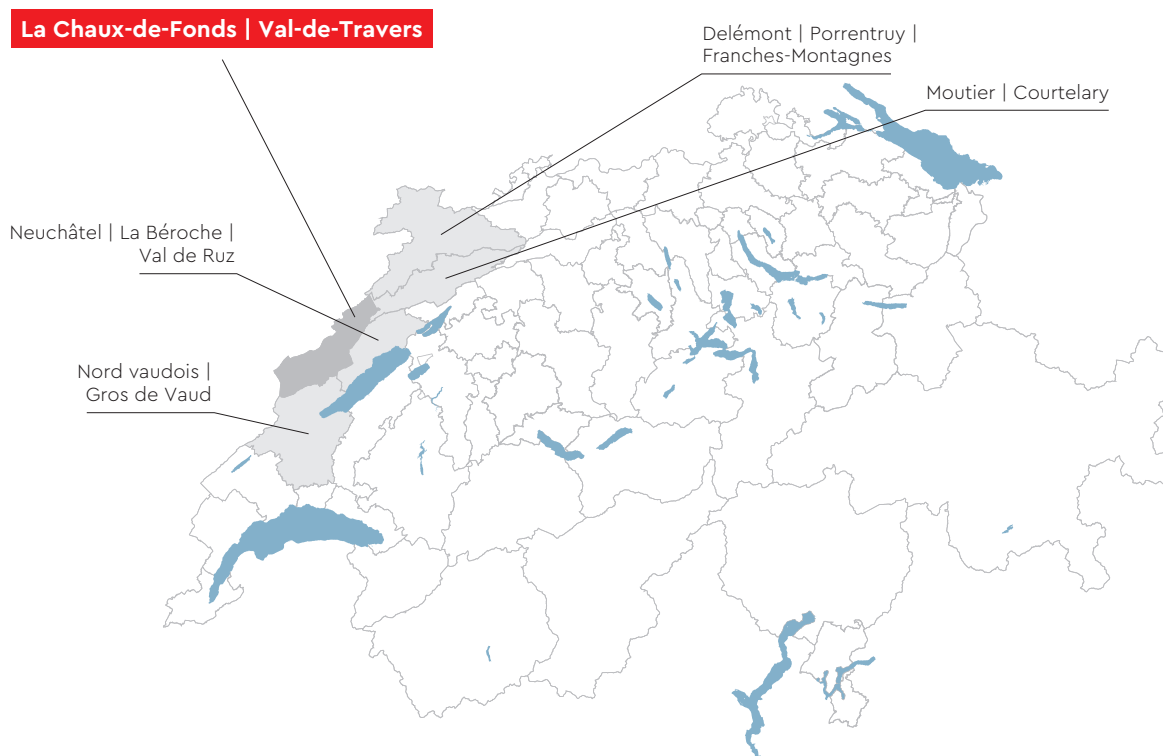 La Chaux-de-Fonds | Val-de-Travers
Delémont | Porrentruy |
Franches-Montagnes
Moutier | Courtelary
Neuchâtel | La Béroche |
Val de Ruz
Nord vaudois |
Gros de Vaud